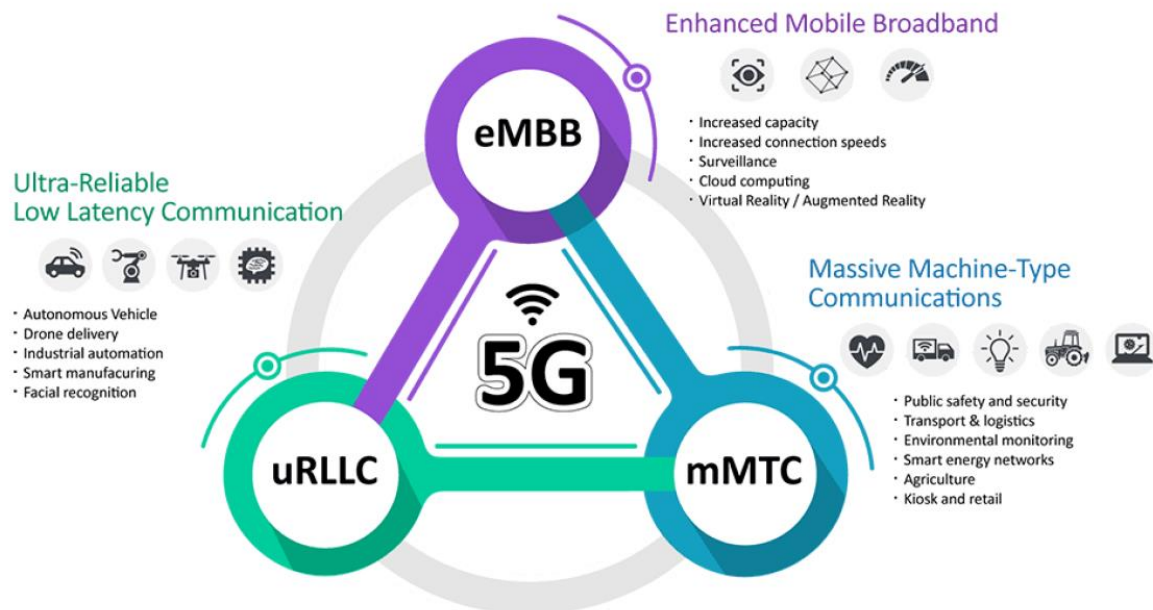 Enhanced Mobile Broadband
· Increased capacity
· Increased connection speeds
· Surveillance
· Cloud computing
· Virtual Reality / Augmented Reality
eMBB
Ultra-Reliable
Low Latency Communication
· Autonomous Vehicle
· Drone delivery
· Industrial automation
· Smart manufacuring
· Facial recognition
5G
Massive Machine-Type
Communications
· Public safety and security
· Transport & logistics
· Environmental monitoring
· Smart energy networks
· Agriculture
· Kiosk and retail
uRLLC
mMTC